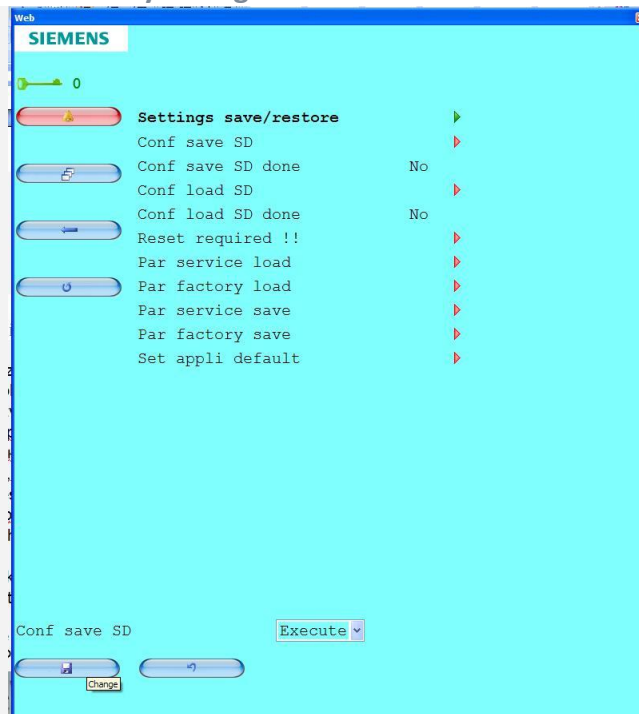 Web
SIEMENS
0
Settings save/restore
Conf save SD
Conf save SD done No
Conf load SD
Conf load SD done No
Reset required !!
Par service load
Par factory load
Par service save
Par factory save
Set appli default
Conf save SD Execute
Change